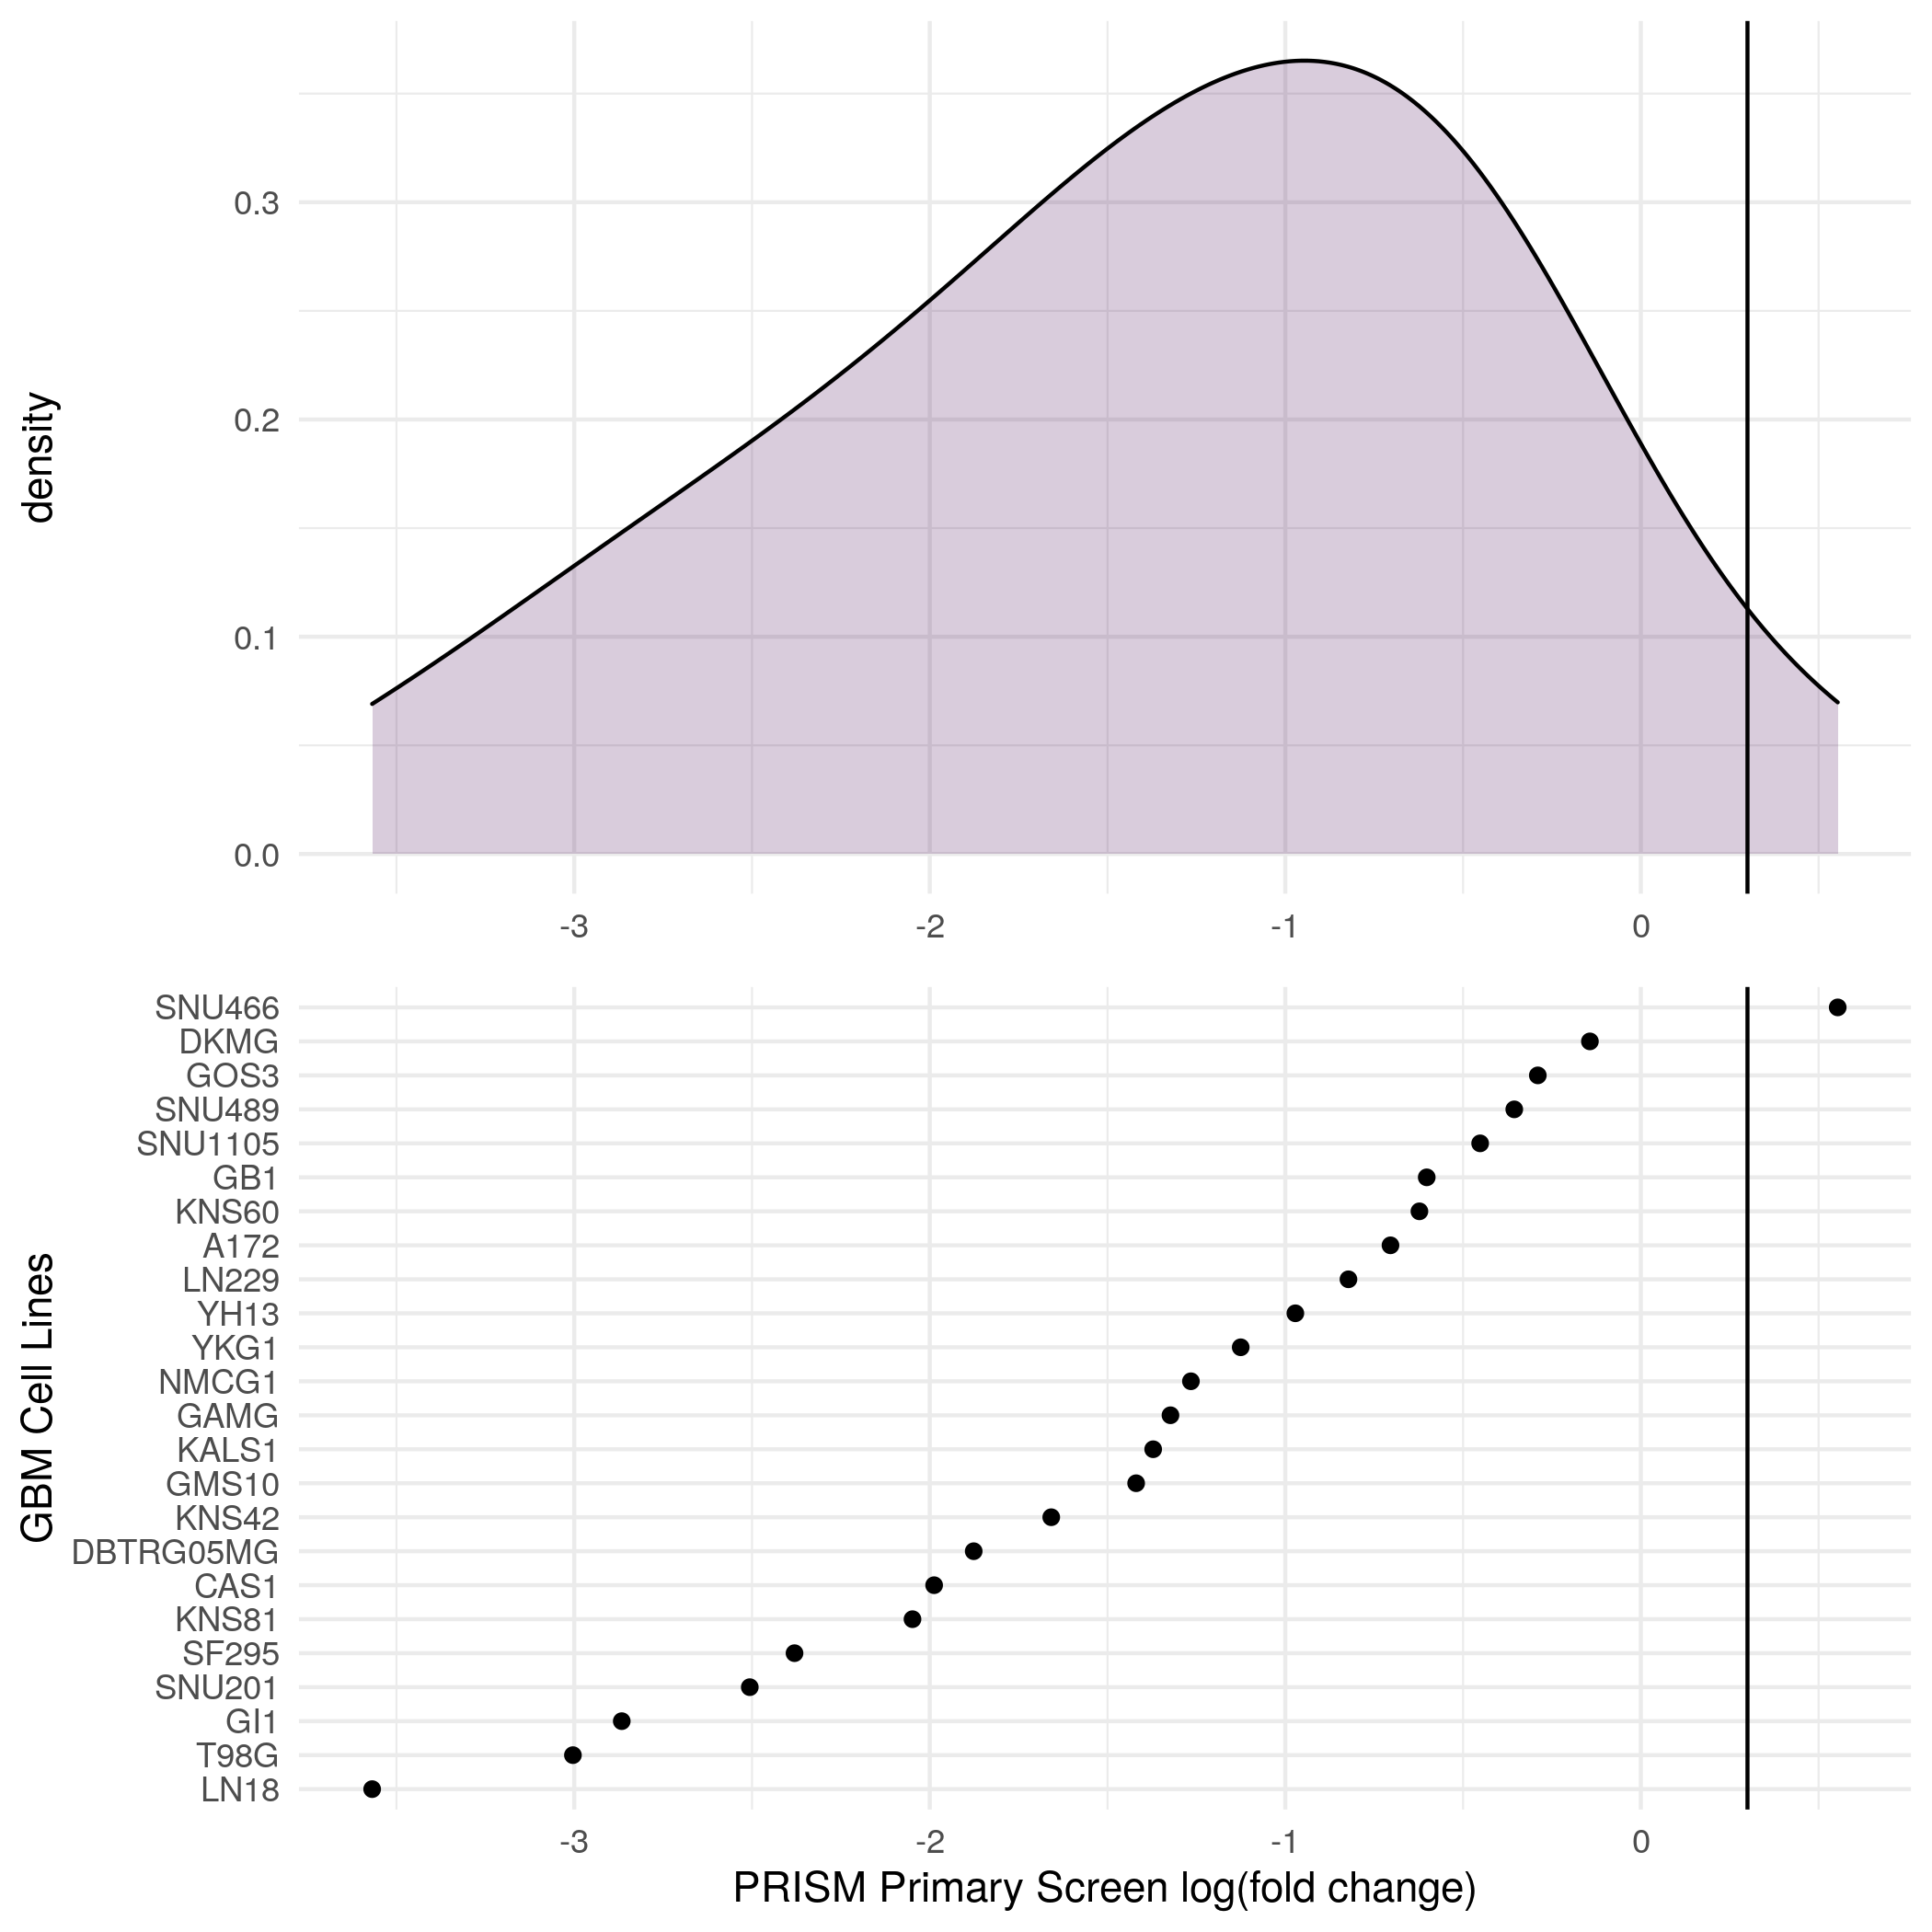 density
0.3
0.2
0.1
0.0
-3 -2 -1 0
GBM Cell Lines
SNU466
DKMG
GOS3
SNU489
SNU1105
GB1
KNS60
A172
LN229
YH13
YKG1
NMCG1
GAMG
KALS1
GMS10
KNS42
DBTRG05MG
CAS1
KNS81
SF295
SNU201
GI1
T98G
LN18
-3 -2 -1 0
PRISM Primary Screen log(fold change)